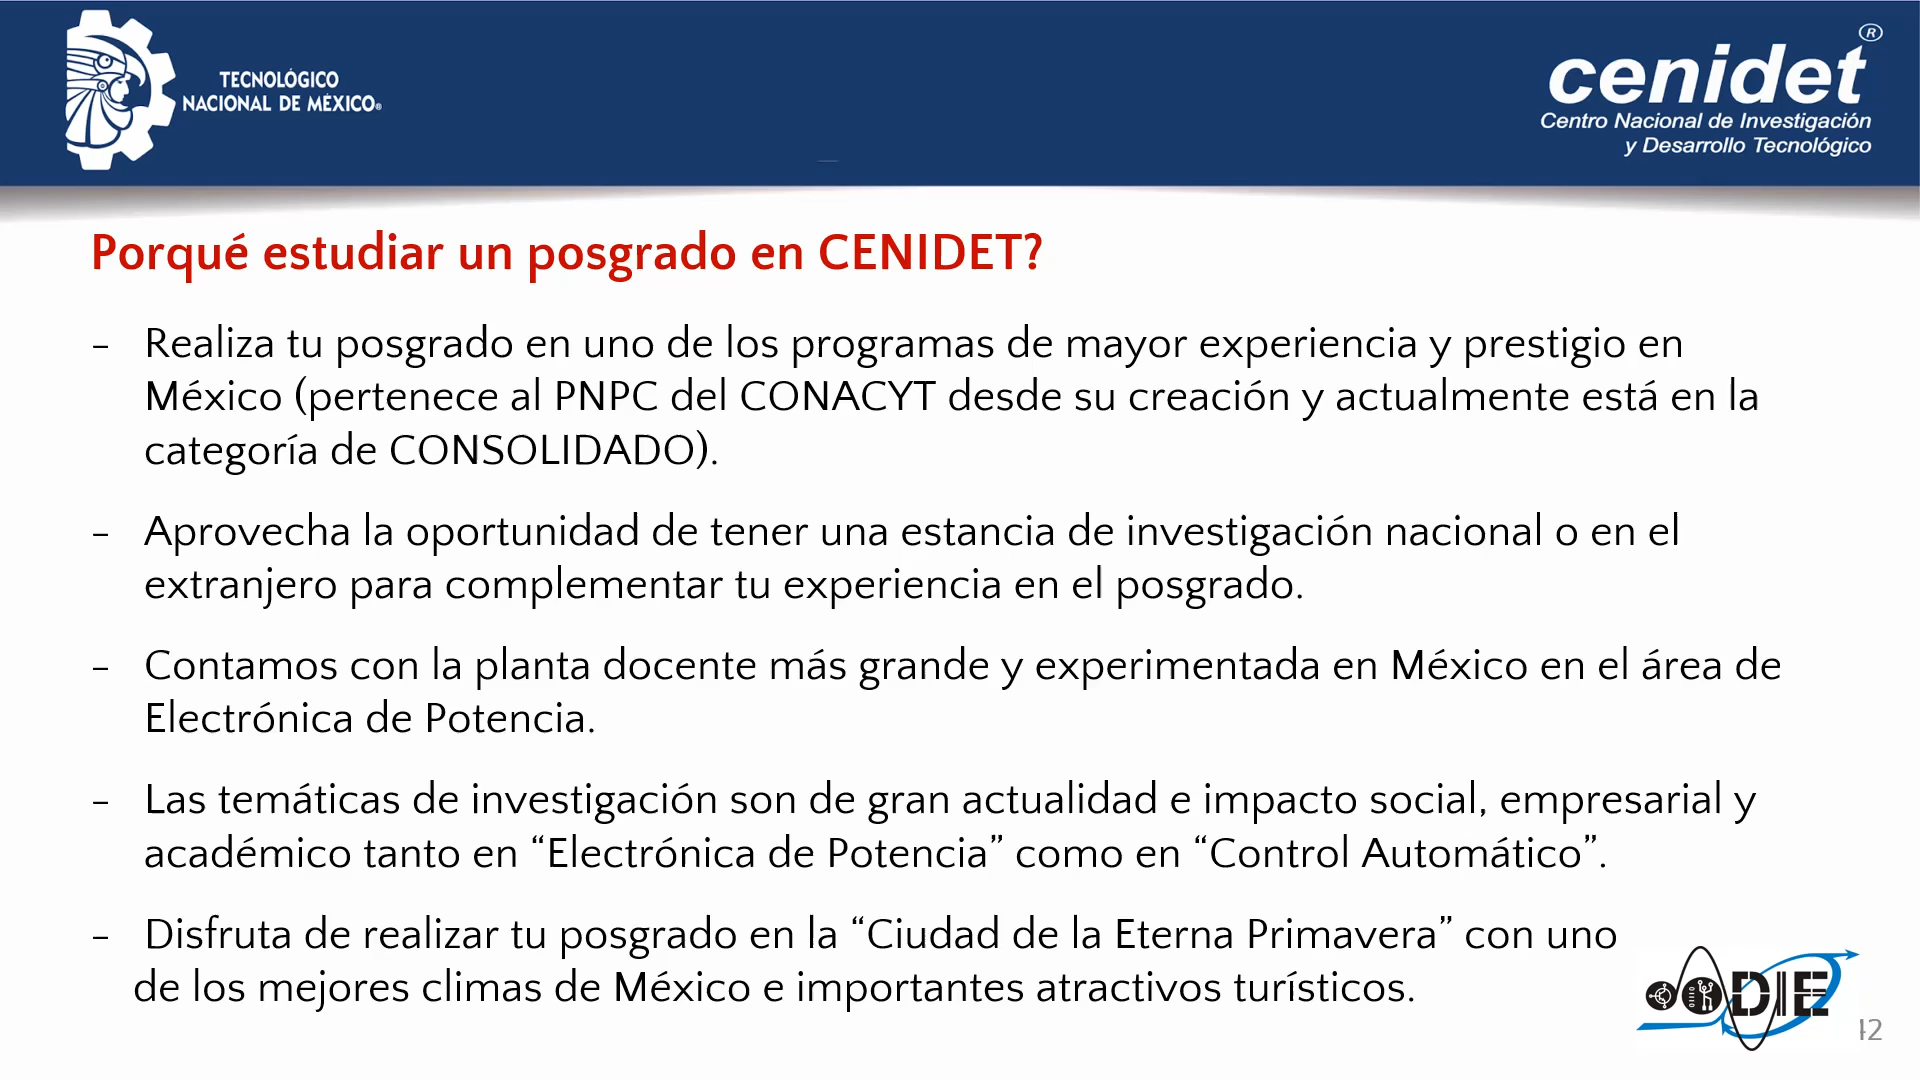 TECNOLÓGICO
NACIONAL DE MÉXICO®
cenidet®
Centro Nacional de Investigación
y Desarrollo Tecnológico
Porqué estudiar un posgrado en CENIDET?
- Realiza tu posgrado en uno de los programas de mayor experiencia y prestigio en
México (pertenece al PNPC del CONACYT desde su creación y actualmente está en la
categoría de CONSOLIDADO).
- Aprovecha la oportunidad de tener una estancia de investigación nacional o en el
extranjero para complementar tu experiencia en el posgrado.
- Contamos con la planta docente más grande y experimentada en México en el área de
Electrónica de Potencia.
- Las temáticas de investigación son de gran actualidad e impacto social, empresarial y
académico tanto en “Electrónica de Potencia” como en “Control Automático”.
- Disfruta de realizar tu posgrado en la “Ciudad de la Eterna Primavera” con uno
de los mejores climas de México e importantes atractivos turísticos.
DIE